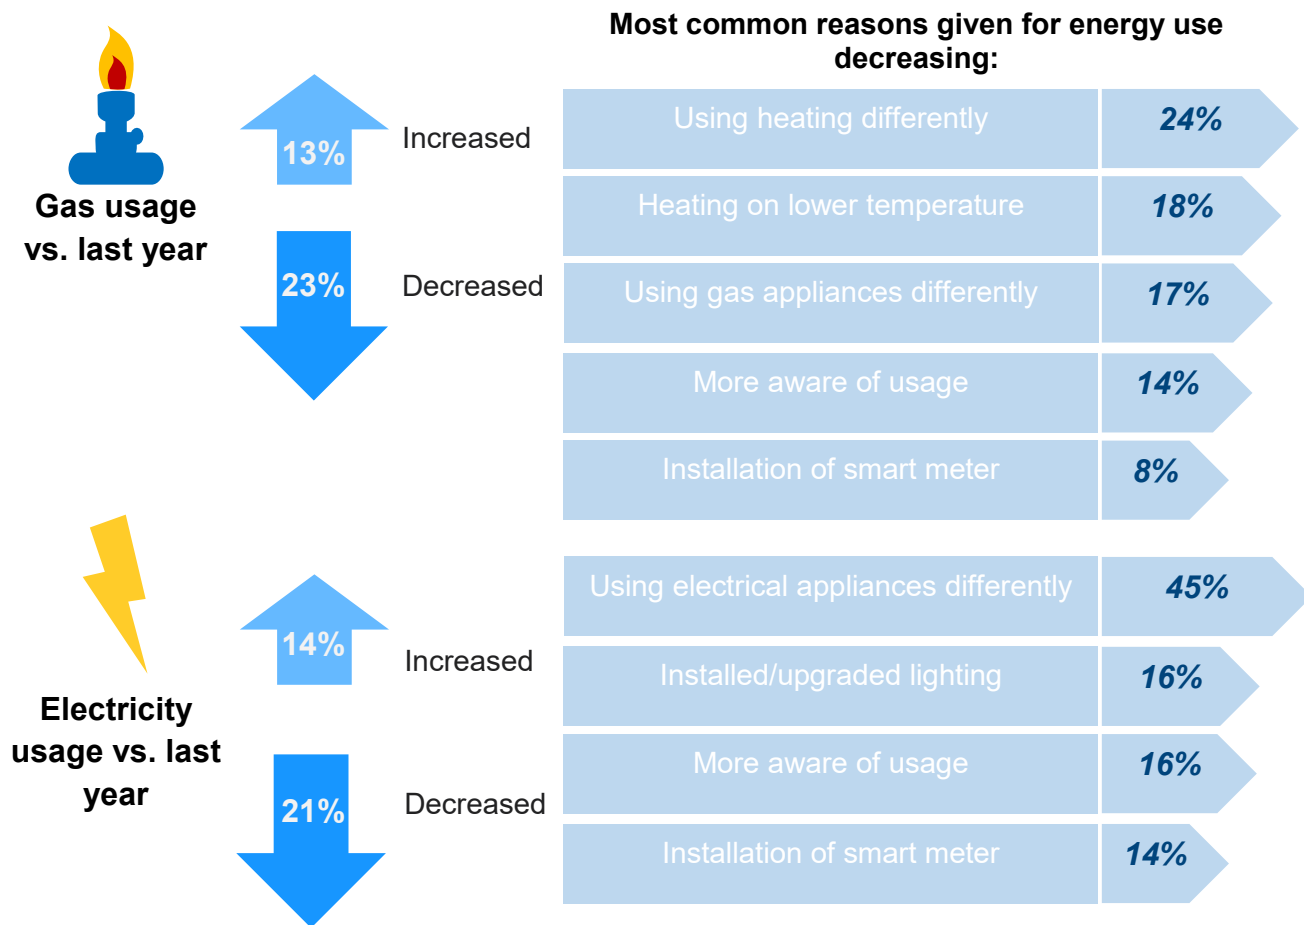 Most common reasons given for energy use
decreasing:
Gas usage
vs. last year
13%
Increased
23%
Decreased
Using heating differently
24%
Heating on lower temperature
18%
Using gas appliances differently
17%
More aware of usage
14%
Installation of smart meter
8%
Electricity
usage vs. last
year
14%
Increased
21%
Decreased
Using electrical appliances differently
45%
Installed/upgraded lighting
16%
More aware of usage
16%
Installation of smart meter
14%